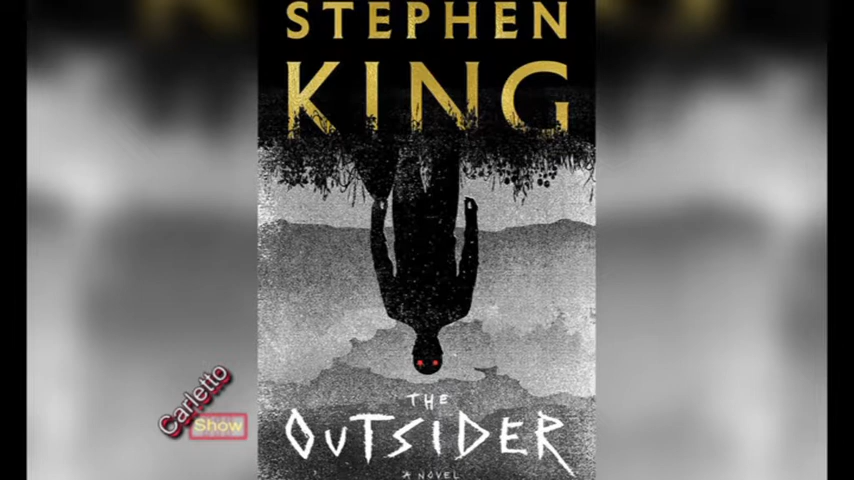 STEPHEN
KING
THE
OUTSIDER
A NOVEL
Carletto
Show